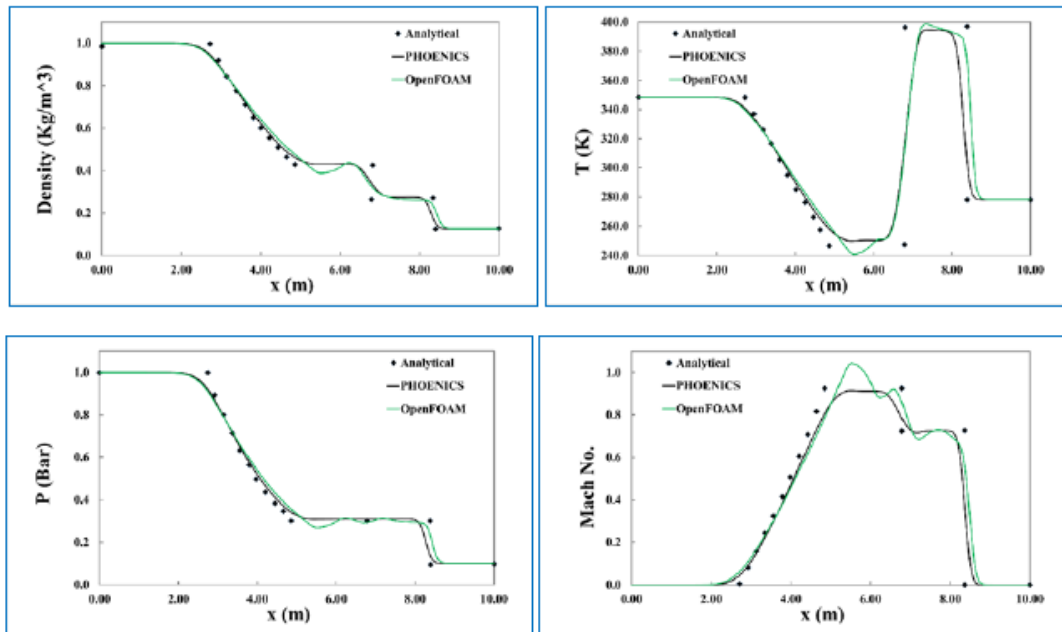 Density (Kg/m^3)
1.0
0.8
0.6
0.4
0.2
0.0
0.00
2.00
4.00
6.00
8.00
10.00
x (m)
Analytical
PHOENICS
OpenFOAM
T (K)
400.0
380.0
360.0
340.0
320.0
300.0
280.0
260.0
240.0
0.00
2.00
4.00
6.00
8.00
10.00
x (m)
Analytical
PHOENICS
OpenFOAM
P (Bar)
1.0
0.8
0.6
0.4
0.2
0.0
0.00
2.00
4.00
6.00
8.00
10.00
x (m)
Analytical
PHOENICS
OpenFOAM
Mach No.
1.0
0.8
0.6
0.4
0.2
0.0
0.00
2.00
4.00
6.00
8.00
10.00
x (m)
Analytical
PHOENICS
OpenFOAM